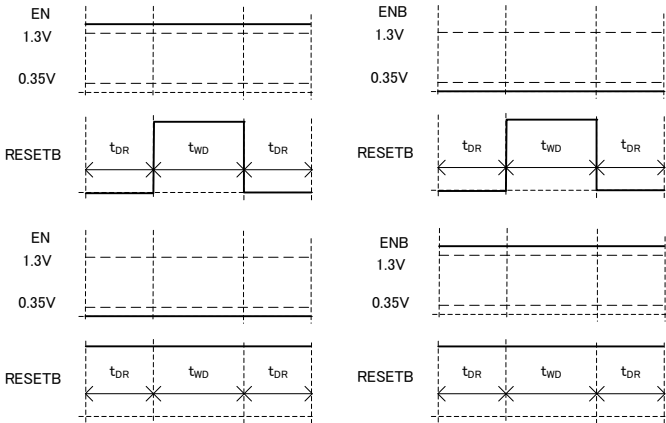 EN
1.3V
0.35V
RESETB
tDR
tWD
tDR
ENB
1.3V
0.35V
RESETB
tDR
tWD
tDR
EN
1.3V
0.35V
RESETB
tDR
tWD
tDR
ENB
1.3V
0.35V
RESETB
tDR
tWD
tDR